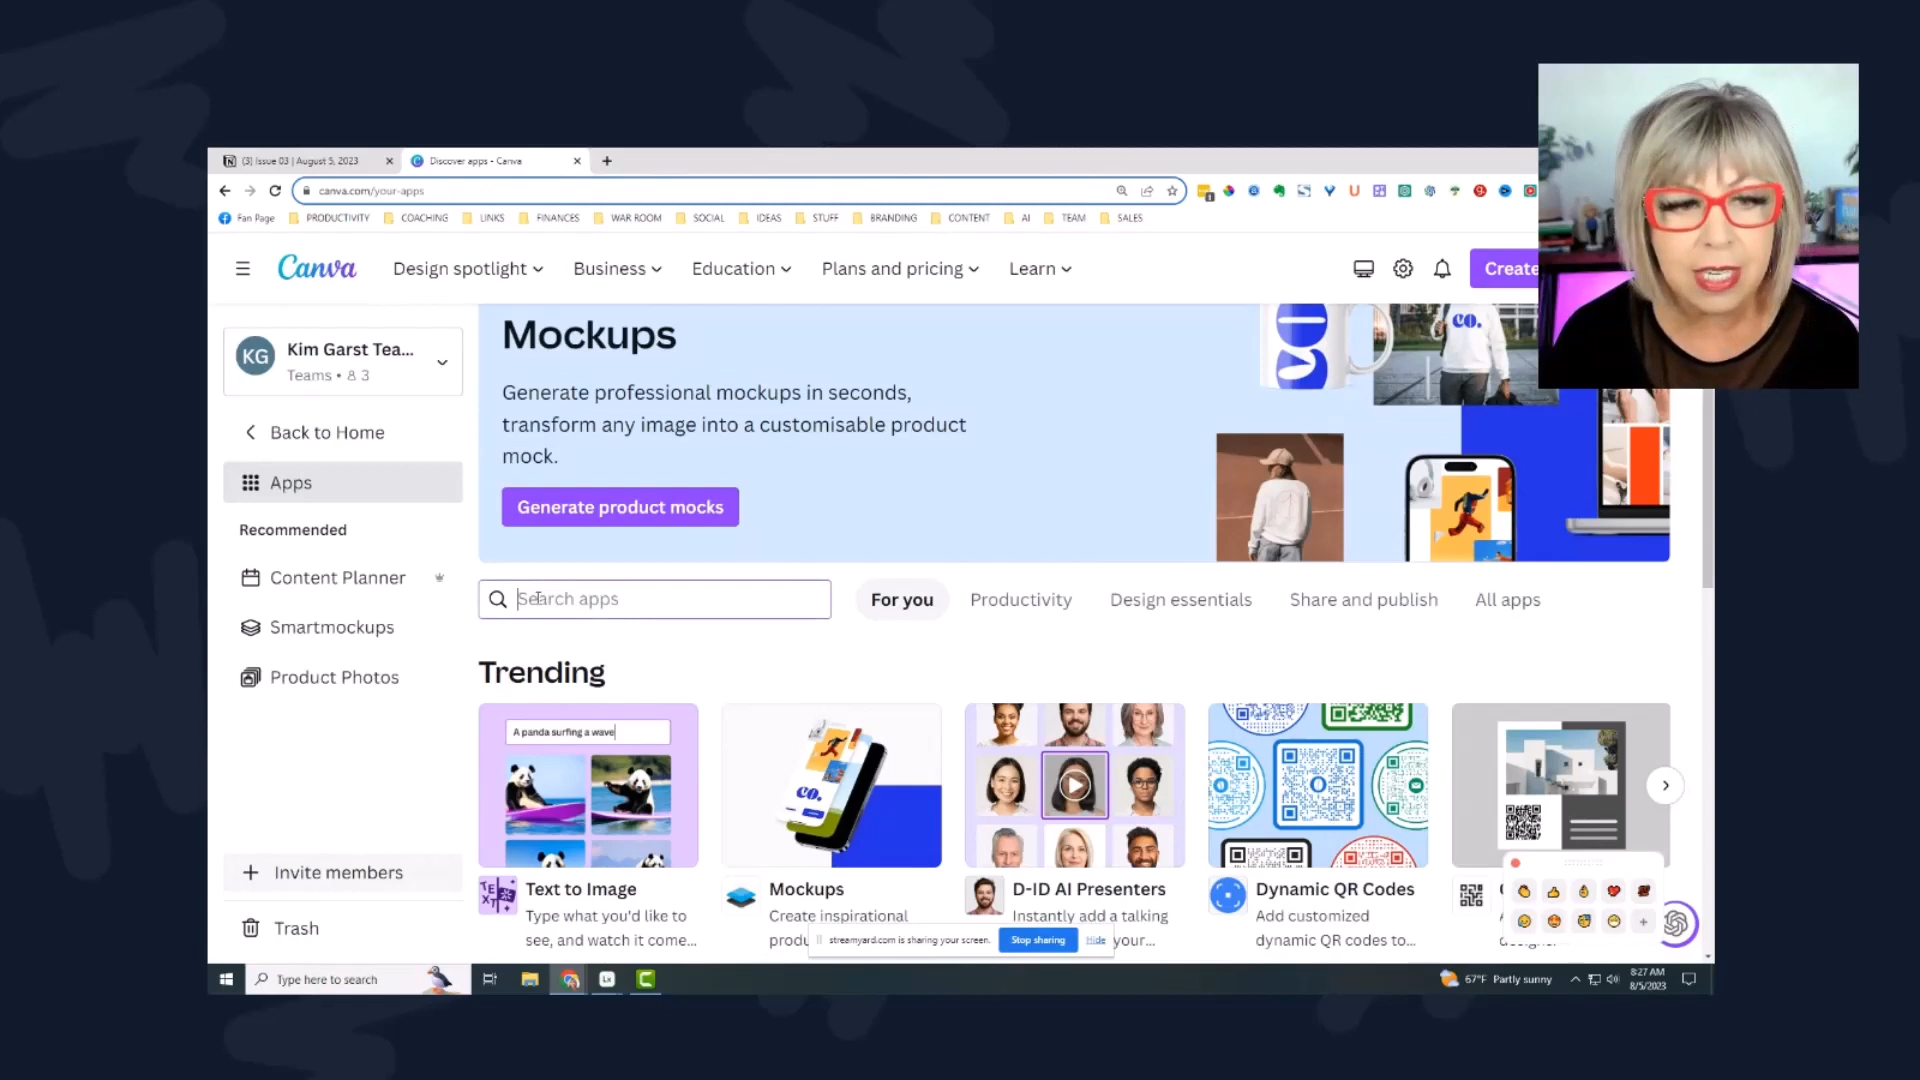 (3) Issue 03 | August 5, 2023
Discover apps - Canva
canva.com/your-apps
Fan Page
PRODUCTIVITY
COACHING
LINKS
FINANCES
WAR ROOM
SOCIAL
IDEAS
STUFF
BRANDING
CONTENT
AI
TEAM
SALES
Canva
Design spotlight
Business
Education
Plans and pricing
Learn
Create
KG
Kim Garst Tea...
Teams • 3
Back to Home
Apps
Recommended
Content Planner
Smartmockups
Product Photos
Invite members
Trash
Mockups
Generate professional mockups in seconds,
transform any image into a customisable product
mock.
Generate product mocks
co.
Search apps
For you
Productivity
Design essentials
Share and publish
All apps
Trending
A panda surfing a wave
co.
TEXT
Text to Image
Type what you'd like to
see, and watch it come...
Mockups
Create inspirational
D-ID AI Presenters
Instantly add a talking
your...
Dynamic QR Codes
Add customized
dynamic QR codes to...
streamyard.com is sharing your screen.
Stop sharing
Hide
Type here to search
Lx
67°F Partly sunny
8:27 AM
8/5/2023